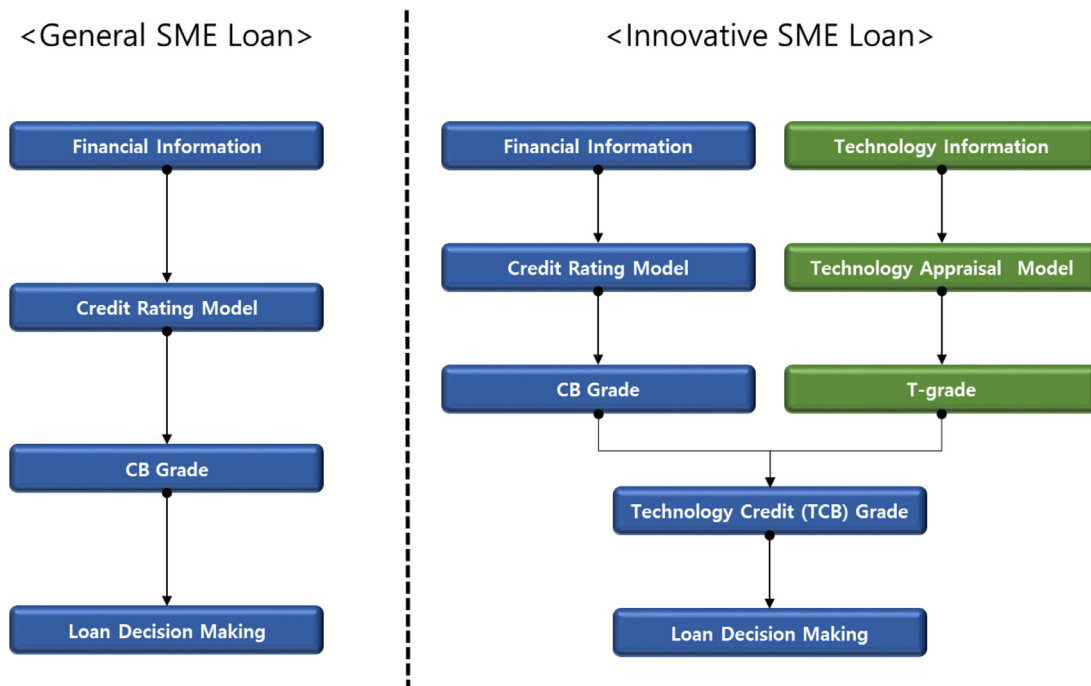 <General SME Loan>
Financial Information
Credit Rating Model
CB Grade
Loan Decision Making
<Innovative SME Loan>
Financial Information
Technology Information
Credit Rating Model
Technology Appraisal Model
CB Grade
T-grade
Technology Credit (TCB) Grade
Loan Decision Making